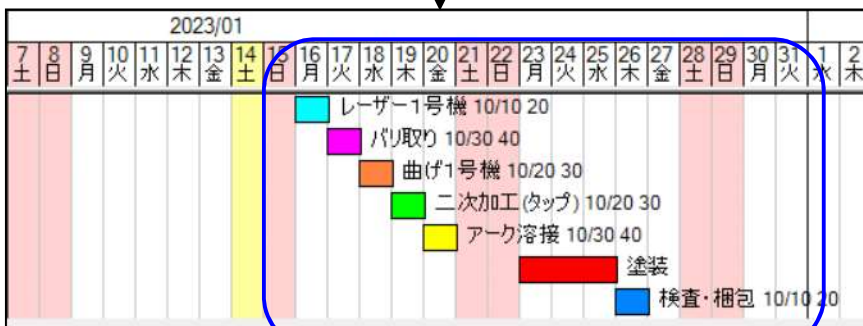 2023/01
7 8 9 10 11 12 13 14 15 16 17 18 19 20 21 22 23 24 25 26 27 28 29 30 31 1 2
土 日 月 火 水 木 金 土 日 月 火 水 木 金 土 日 月 火 水 木 金 土 日 月 火 水 木
レーザー1号機 10/10 20
バリ取り 10/30 40
曲げ1号機 10/20 30
二次加工(タップ) 10/20 30
アーク溶接 10/30 40
塗装
検査・梱包 10/10 20